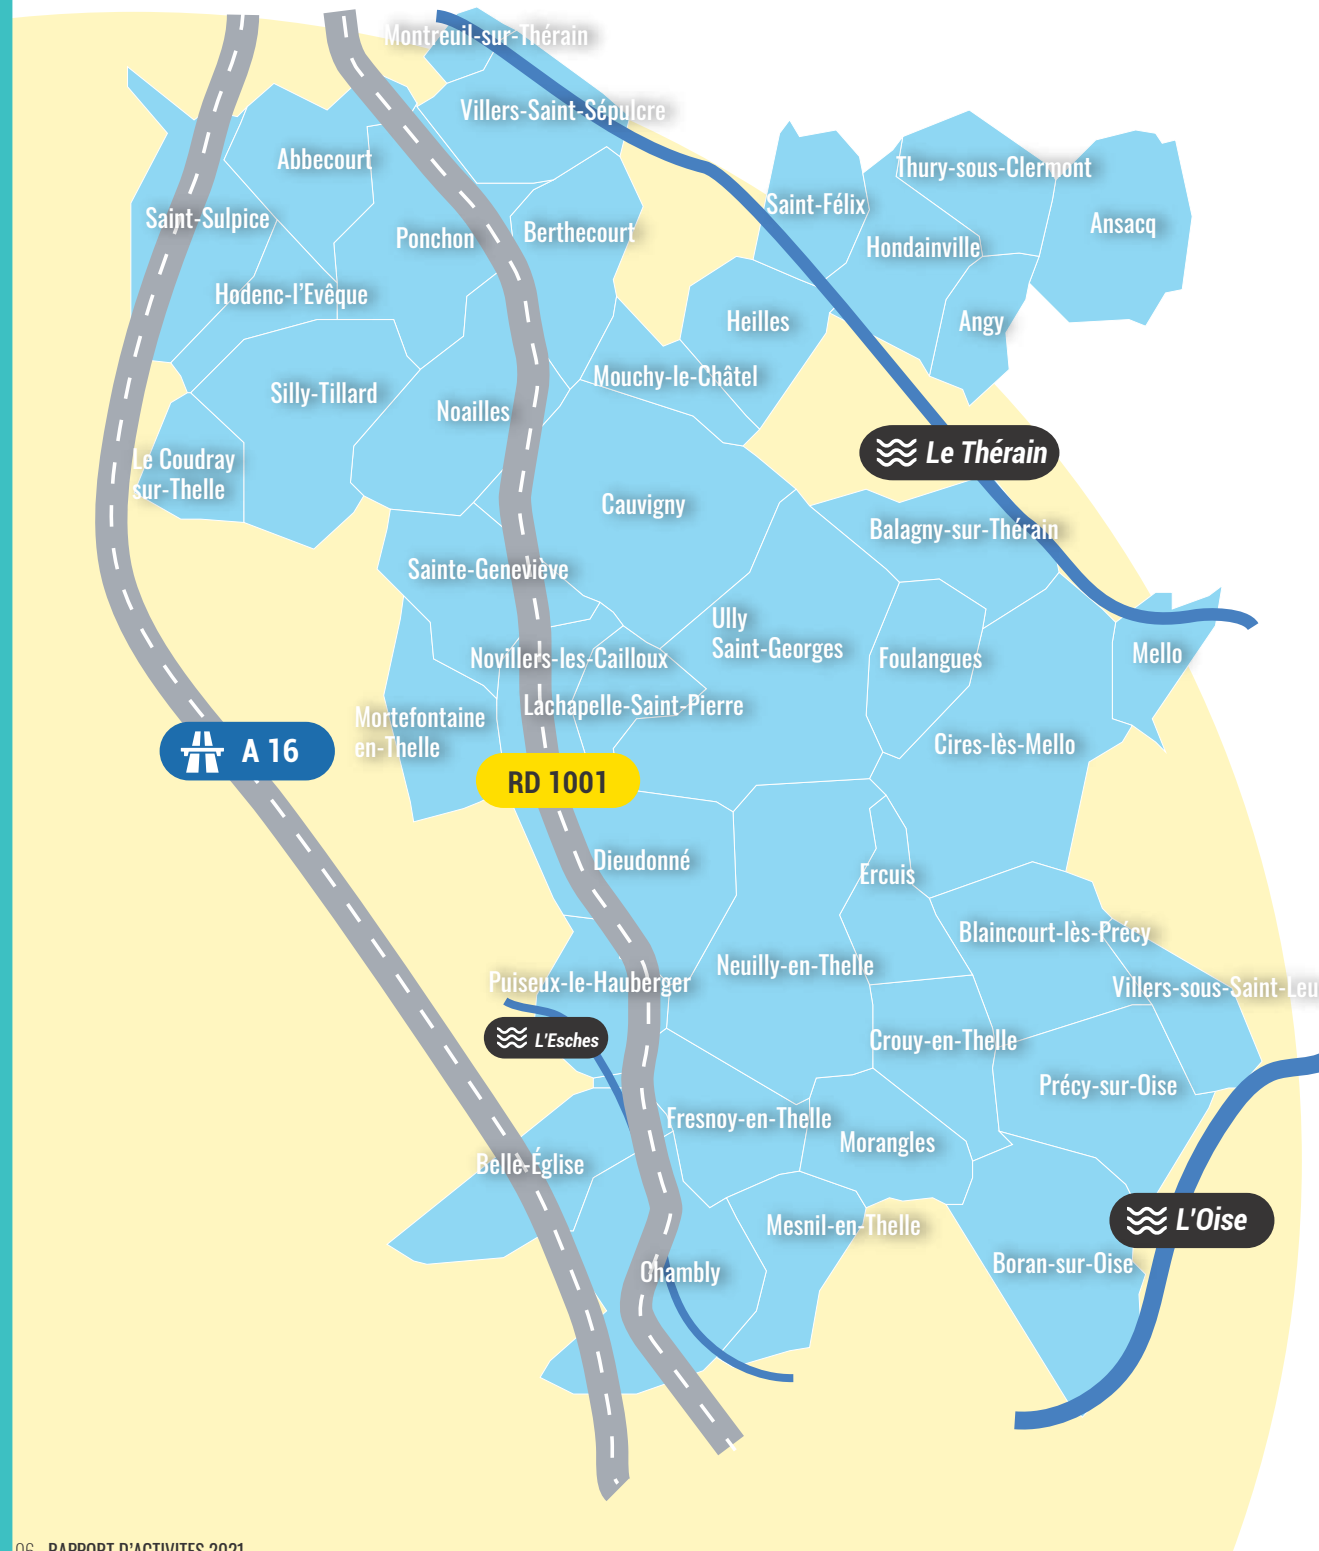 Montreuil-sur-Thérain
Villers-Saint-Sépulcre
Abbecourt
Thury-sous-Clermont
Saint-Félix
Saint-Sulpice
Ansacq
Ponchon
Berthecourt
Hondainville
Hodenc-l’Evêque
Heilles
Angy
Mouchy-le-Châtel
Silly-Tillard
Noailles
Le Thérain
Le Coudray
sur-Thelle
Cauvigny
Balagny-sur-Thérain
Sainte-Geneviève
Ully
Saint-Georges
Mello
Novillers-les-Cailloux
Foulangues
Lachapelle-Saint-Pierre
Mortefontaine
en-Thelle
Cires-lès-Mello
A 16
RD 1001
Dieudonné
Ercuis
Blaincourt-lès-Précy
Neuilly-en-Thelle
Puiseux-le-Hauberger
Villers-sous-Saint-Leu
L'Esches
Crouy-en-Thelle
Précy-sur-Oise
Fresnoy-en-Thelle
Morangles
Belle-Église
L'Oise
Mesnil-en-Thelle
Boran-sur-Oise
Chambly
06 RAPPORT D’ACTIVITES 2021